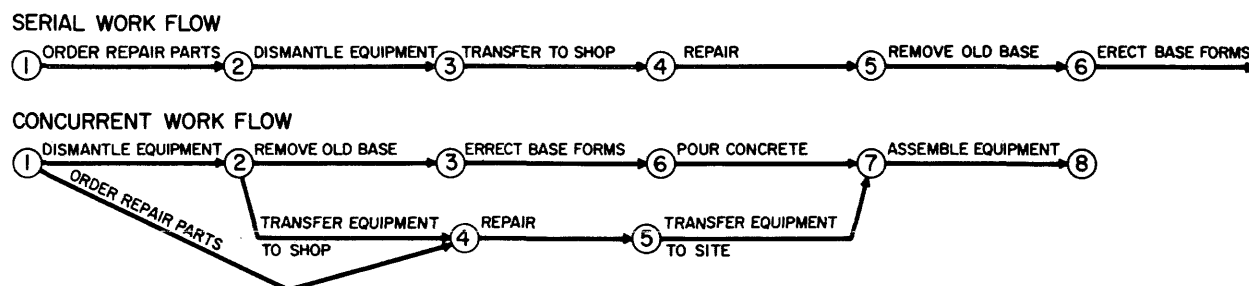 SERIAL WORK FLOW
1 ORDER REPAIR PARTS 2 DISMANTLE EQUIPMENT 3 TRANSFER TO SHOP 4 REPAIR 5 REMOVE OLD BASE 6 ERECT BASE FORMS
CONCURRENT WORK FLOW
1 DISMANTLE EQUIPMENT 2 REMOVE OLD BASE 3 ERRECT BASE FORMS 6 POUR CONCRETE 7 ASSEMBLE EQUIPMENT 8
ORDER REPAIR PARTS
TRANSFER EQUIPMENT
TO SHOP
4 REPAIR 5
TRANSFER EQUIPMENT
TO SITE